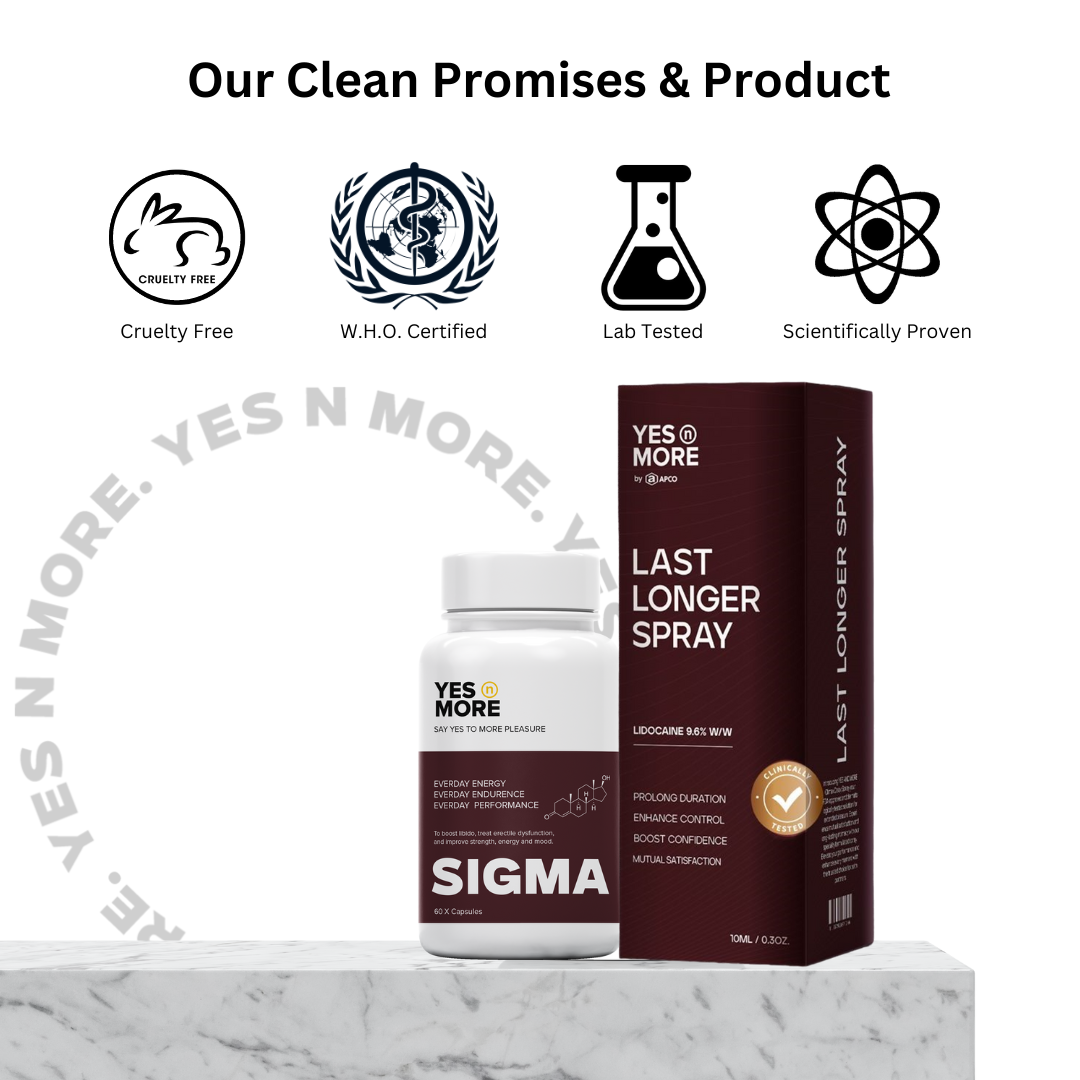 Our Clean Promises & Product
CRUELTY FREE
Cruelty Free
W.H.O. Certified
Lab Tested
Scientifically Proven
YES N MORE. YES N MORE. YES N MORE. YES
RE.
YES n
MORE
by a APCO
LAST
LONGER
SPRAY
LIDOCAINE 9.6% W/W
PROLONG DURATION
ENHANCE CONTROL
BOOST CONFIDENCE
MUTUAL SATISFACTION
10ML / 0.3OZ.
CLINICALLY
TESTED
LAST LONGER SPRAY
YES n
MORE
SAY YES TO MORE PLEASURE
EVERDAY ENERGY
EVERDAY ENDURENCE
EVERDAY PERFORMANCE
O H H H OH
To boost libido, treat erectile dysfunction,
and improve strength, energy and mood.
SIGMA
60 X Capsules